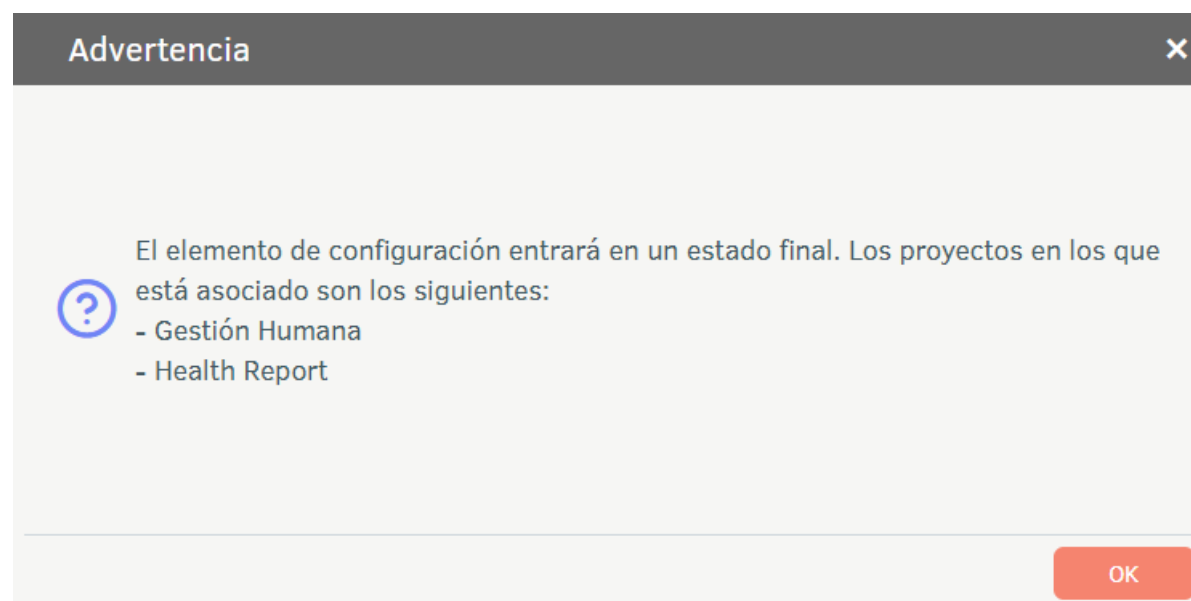 Advertencia
El elemento de configuración entrará en un estado final. Los proyectos en los que
está asociado son los siguientes:
- Gestión Humana
- Health Report
OK